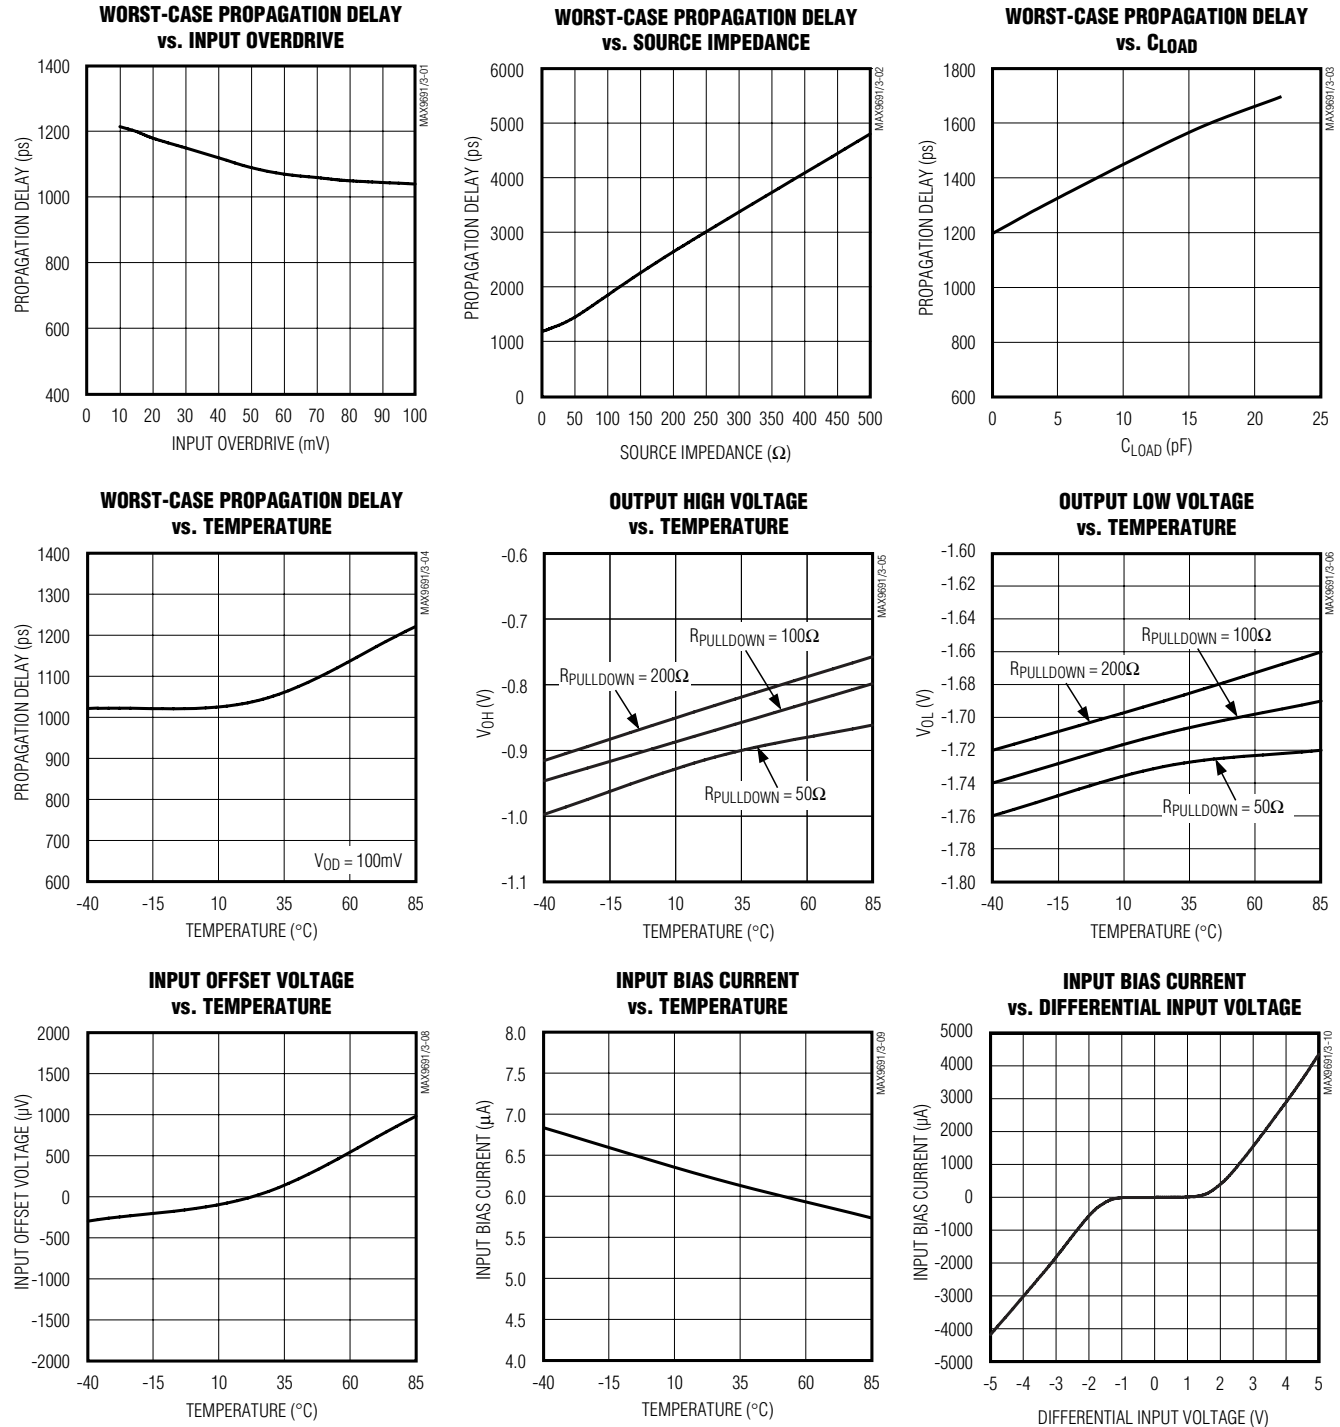 WORST-CASE PROPAGATION DELAY
vs. INPUT OVERDRIVE
1400
1200
1000
800
600
400
PROPAGATION DELAY (ps)
0 10 20 30 40 50 60 70 80 90 100
INPUT OVERDRIVE (mV)
MAX9691/3-01
WORST-CASE PROPAGATION DELAY
vs. SOURCE IMPEDANCE
6000
5000
4000
3000
2000
1000
0
PROPAGATION DELAY (ps)
0 50 100 150 200 250 300 350 400 450 500
SOURCE IMPEDANCE (Ω)
MAX9691/3-02
WORST-CASE PROPAGATION DELAY
vs. CLOAD
1800
1600
1400
1200
1000
800
600
PROPAGATION DELAY (ps)
0 5 10 15 20 25
CLOAD (pF)
MAX9691/3-03
WORST-CASE PROPAGATION DELAY
vs. TEMPERATURE
1400
1300
1200
1100
1000
900
800
700
600
PROPAGATION DELAY (ps)
VOD = 100mV
-40 -15 10 35 60 85
TEMPERATURE (°C)
MAX9691/3-04
OUTPUT HIGH VOLTAGE
vs. TEMPERATURE
-0.6
-0.7
-0.8
-0.9
-1.0
-1.1
VOH (V)
RPULLDOWN = 100Ω
RPULLDOWN = 200Ω
RPULLDOWN = 50Ω
-40 -15 10 35 60 85
TEMPERATURE (°C)
MAX9691/3-05
OUTPUT LOW VOLTAGE
vs. TEMPERATURE
-1.60
-1.62
-1.64
-1.66
-1.68
-1.70
-1.72
-1.74
-1.76
-1.78
-1.80
VOL (V)
RPULLDOWN = 100Ω
RPULLDOWN = 200Ω
RPULLDOWN = 50Ω
-40 -15 10 35 60 85
TEMPERATURE (°C)
MAX9691/3-06
INPUT OFFSET VOLTAGE
vs. TEMPERATURE
2000
1500
1000
500
0
-500
-1000
-1500
-2000
INPUT OFFSET VOLTAGE (µV)
-40 -15 10 35 60 85
TEMPERATURE (°C)
MAX9691/3-08
INPUT BIAS CURRENT
vs. TEMPERATURE
8.0
7.5
7.0
6.5
6.0
5.5
5.0
4.5
4.0
INPUT BIAS CURRENT (µA)
-40 -15 10 35 60 85
TEMPERATURE (°C)
MAX9691/3-09
INPUT BIAS CURRENT
vs. DIFFERENTIAL INPUT VOLTAGE
5000
4000
3000
2000
1000
0
-1000
-2000
-3000
-4000
-5000
INPUT BIAS CURRENT (µA)
-5 -4 -3 -2 -1 0 1 2 3 4 5
DIFFERENTIAL INPUT VOLTAGE (V)
MAX9691/3-10